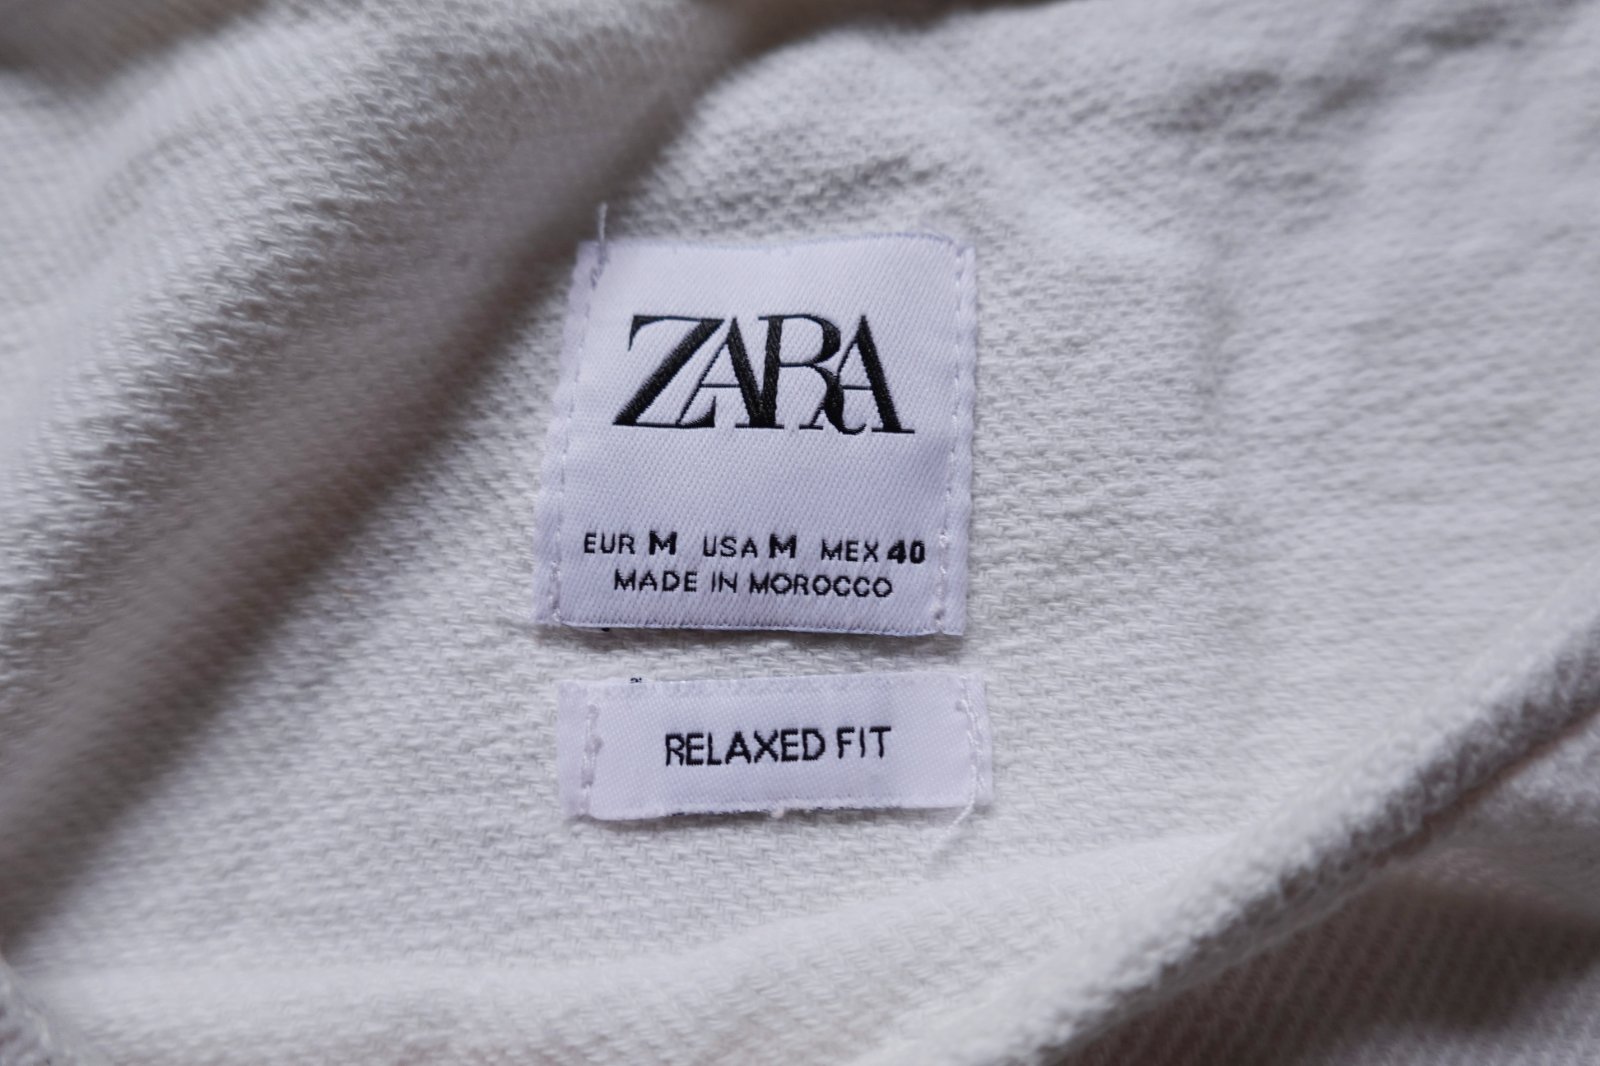 ZARA
EUR M USA M MEX 40
MADE IN MOROCCO
RELAXED FIT